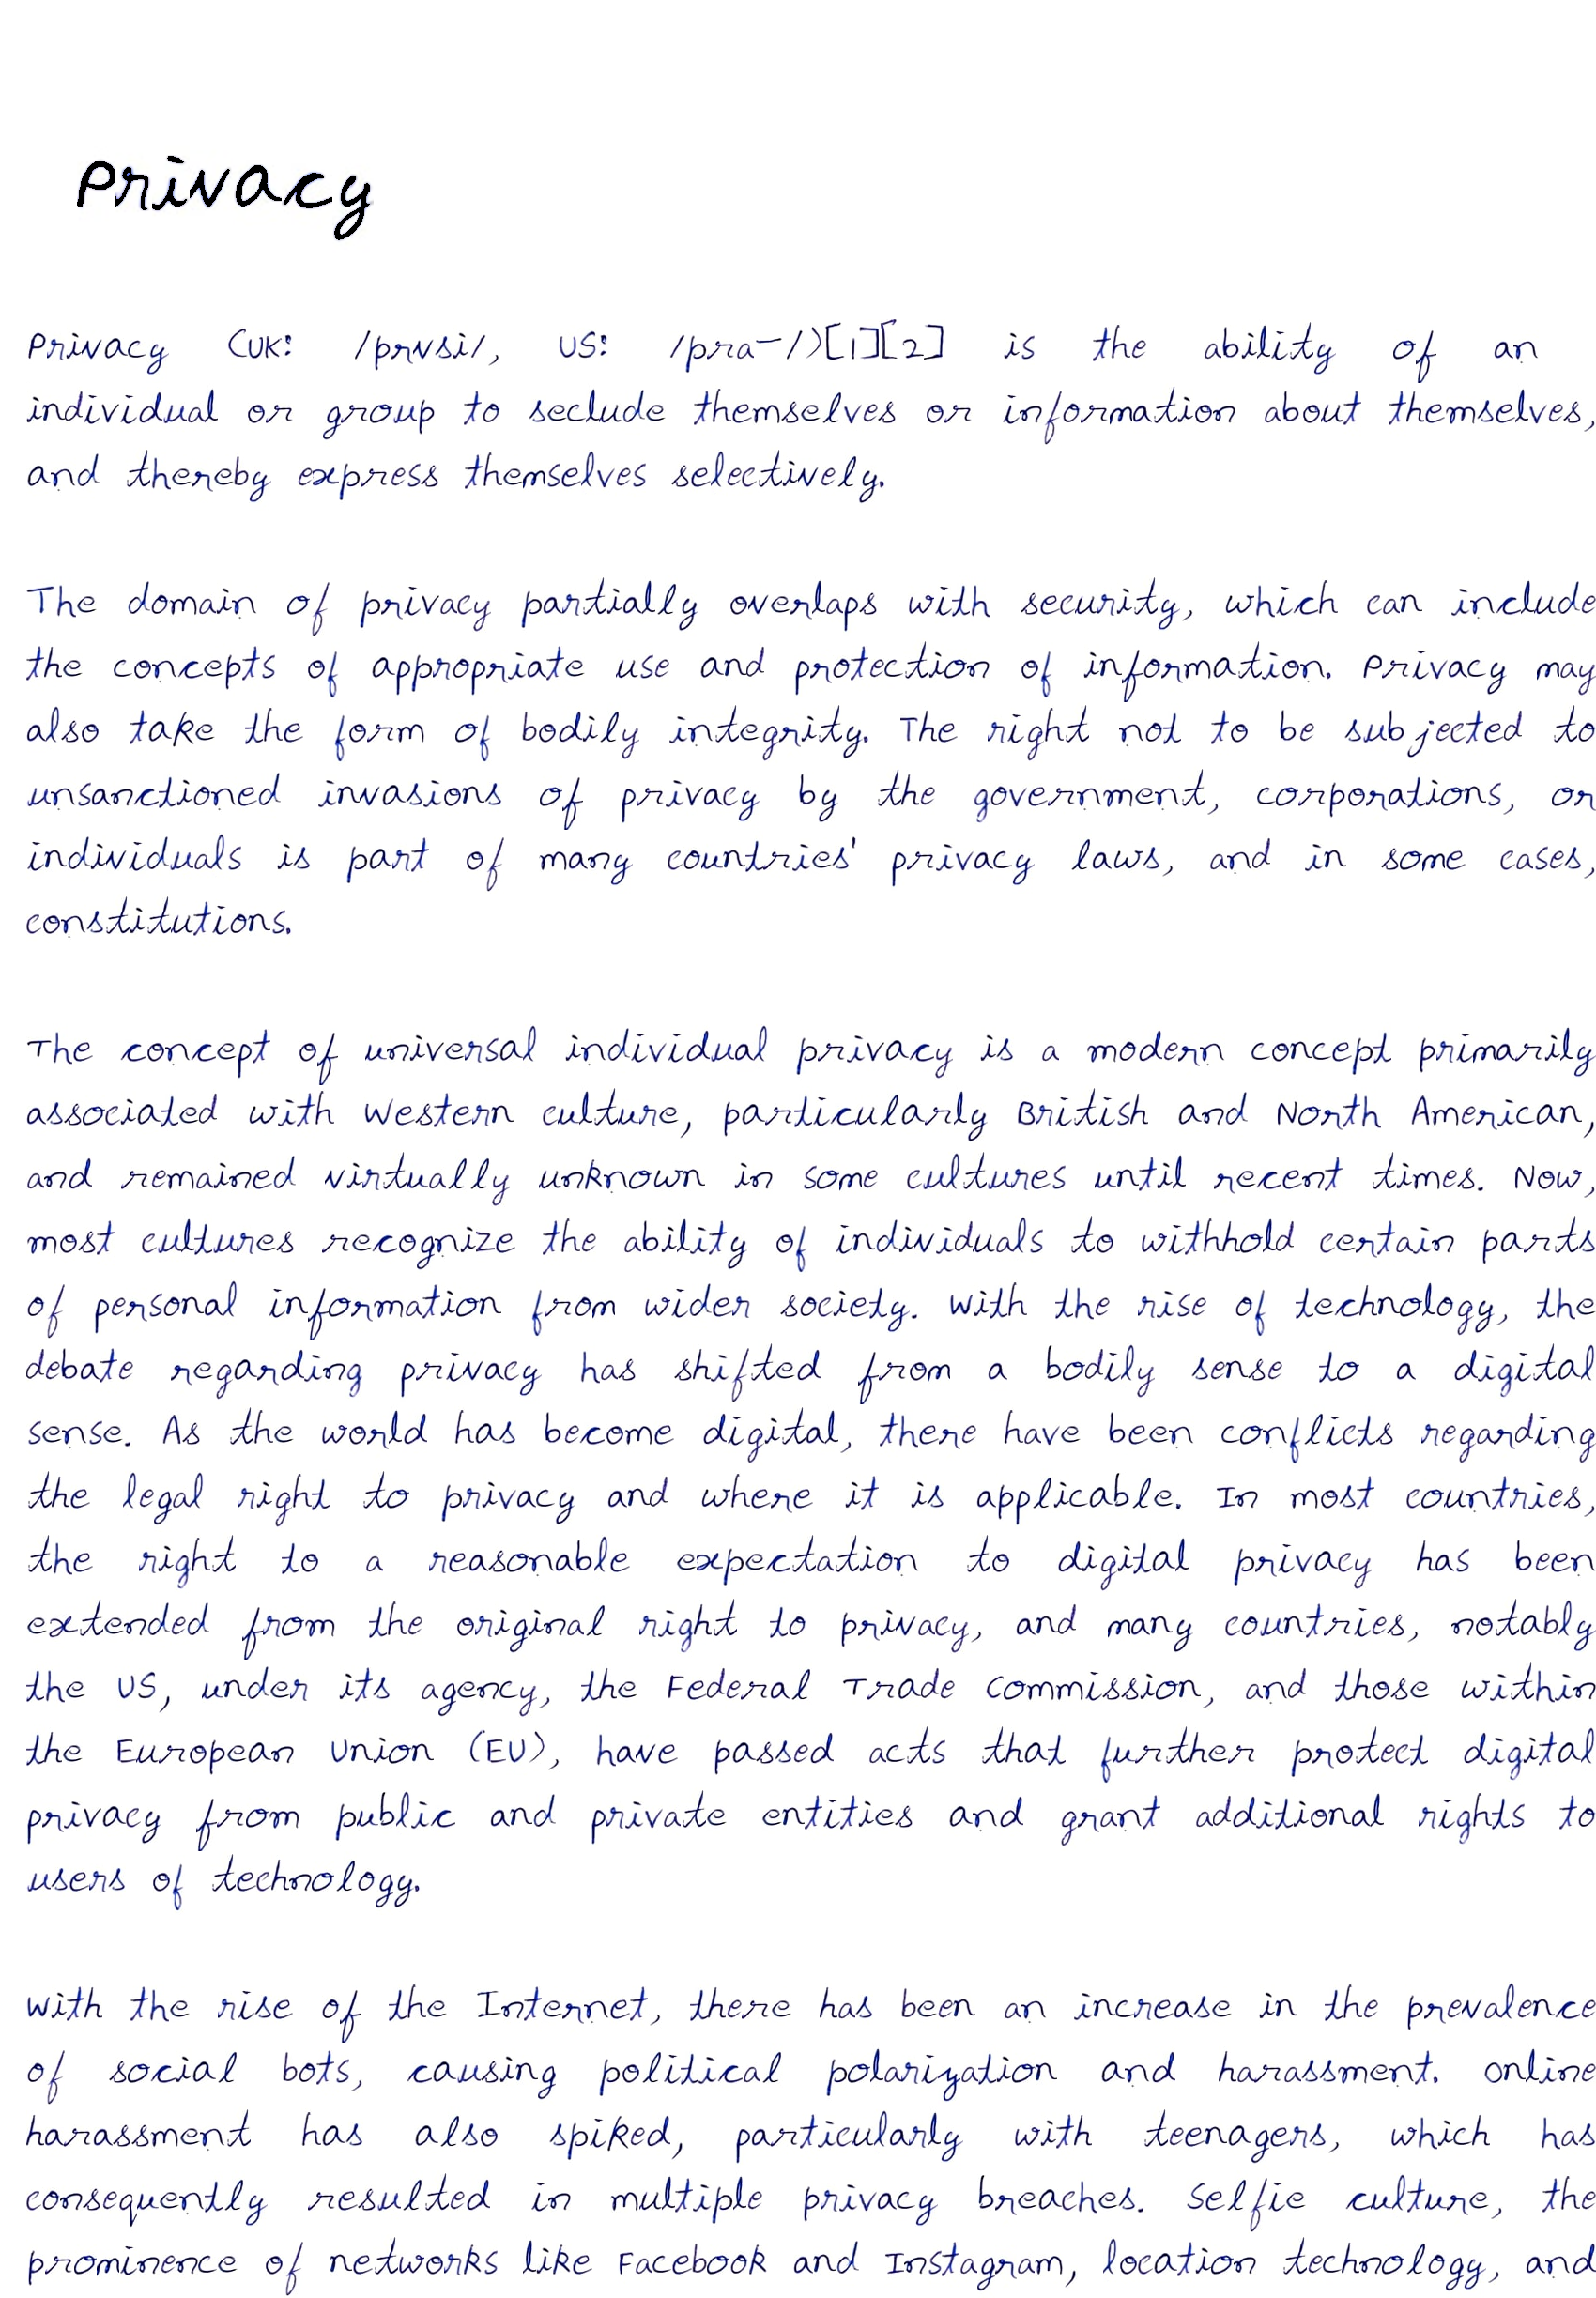 Privacy
Privacy (UK: /prvsi/, US: /pra-/)[1][2] is the ability of an
individual or group to seclude themselves or information about themselves,
and thereby express themselves selectively.
The domain of privacy partially overlaps with security, which can include
the concepts of appropriate use and protection of information. Privacy may
also take the form of bodily integrity. The right not to be subjected to
unsanctioned invasions of privacy by the government, corporations, or
individuals is part of many countries' privacy laws, and in some cases,
constitutions.
The concept of universal individual privacy is a modern concept primarily
associated with Western culture, particularly British and North American,
and remained virtually unknown in some cultures until recent times. Now,
most cultures recognize the ability of individuals to withhold certain parts
of personal information from wider society. With the rise of technology, the
debate regarding privacy has shifted from a bodily sense to a digital
sense. As the world has become digital, there have been conflicts regarding
the legal right to privacy and where it is applicable. In most countries,
the right to a reasonable expectation to digital privacy has been
extended from the original right to privacy, and many countries, notably
the US, under its agency, the Federal Trade Commission, and those within
the European Union (EU), have passed acts that further protect digital
privacy from public and private entities and grant additional rights to
users of technology.
With the rise of the Internet, there has been an increase in the prevalence
of social bots, causing political polarization and harassment. Online
harassment has also spiked, particularly with teenagers, which has
consequently resulted in multiple privacy breaches. Selfie culture, the
prominence of networks like Facebook and Instagram, location technology, and